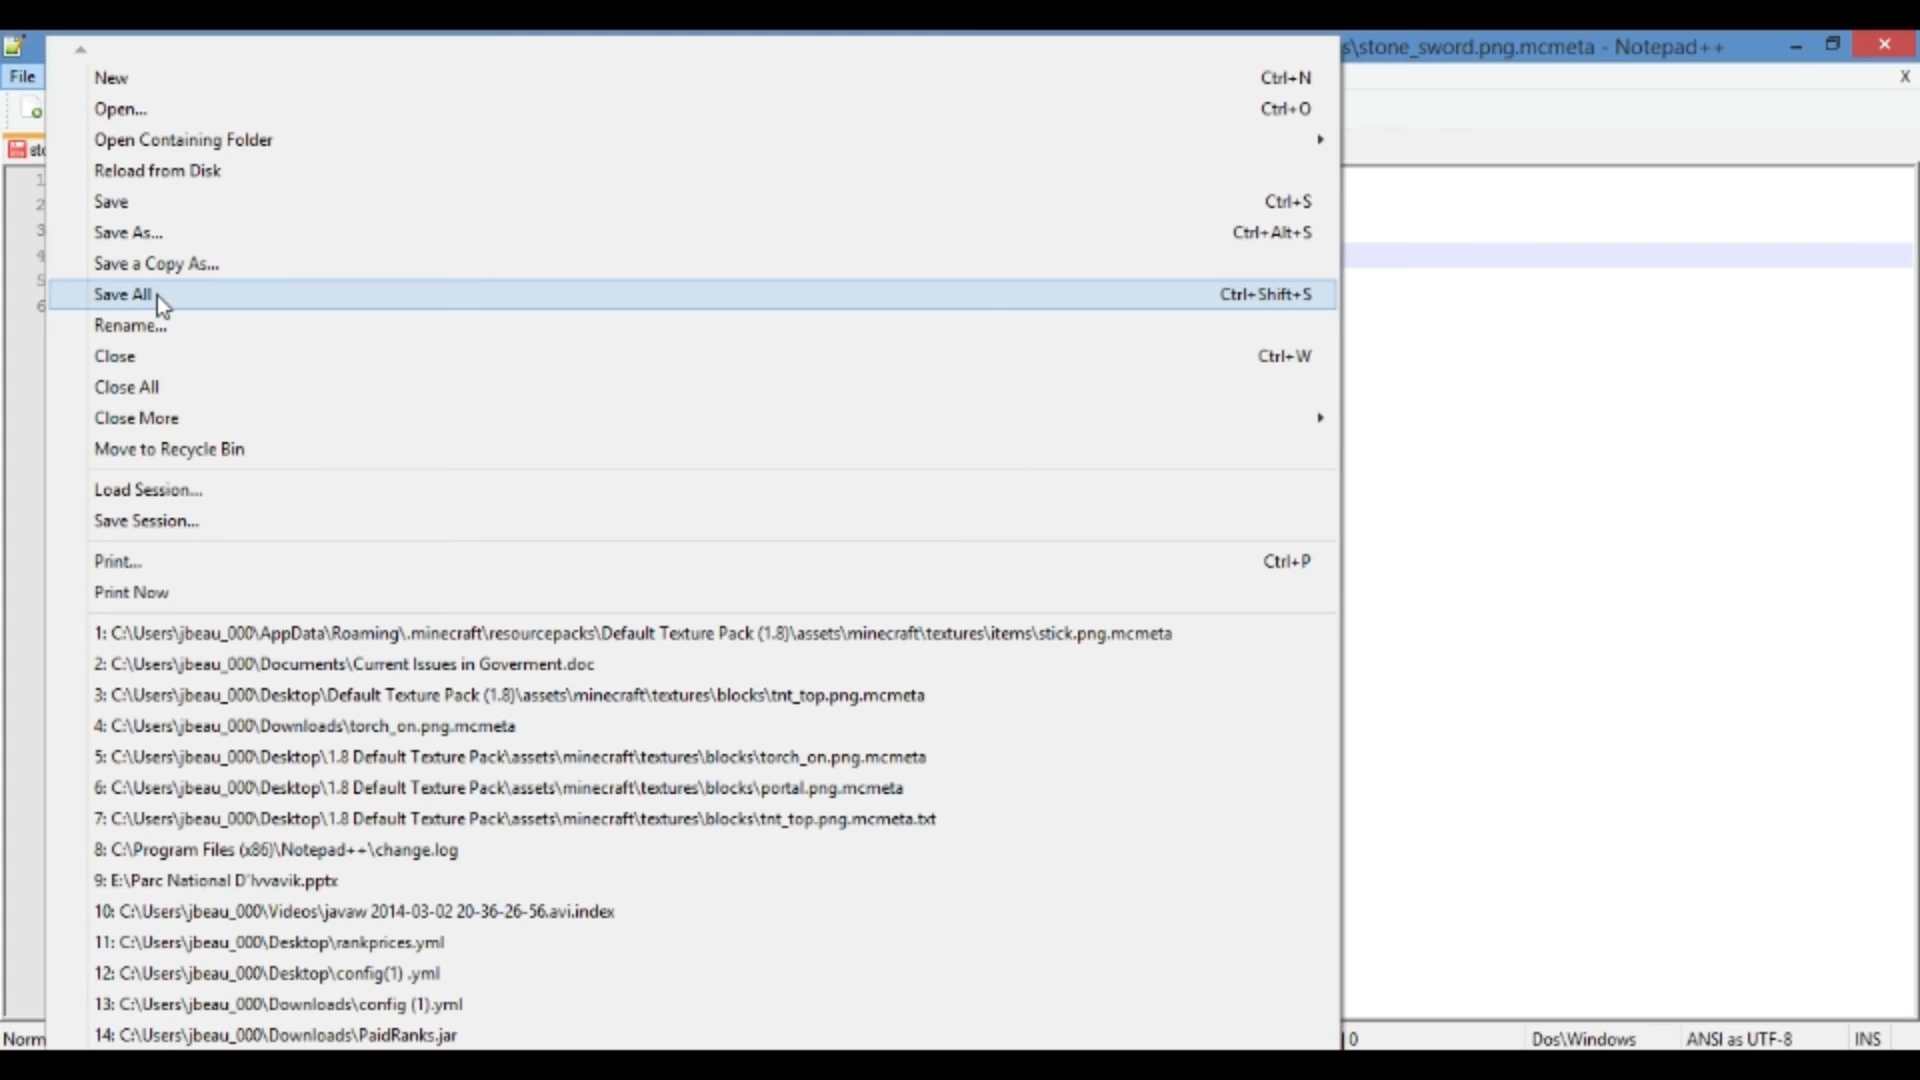 s\stone_sword.png.mcmeta - Notepad++
File
X
New Ctrl+N
Open... Ctrl+O
Open Containing Folder
Reload from Disk
Save Ctrl+S
Save As... Ctrl+Alt+S
Save a Copy As...
Save All Ctrl+Shift+S
Rename...
Close Ctrl+W
Close All
Close More
Move to Recycle Bin
Load Session...
Save Session...
Print... Ctrl+P
Print Now
1: C:\Users\jbeau_000\AppData\Roaming\.minecraft\resourcepacks\Default Texture Pack (1.8)\assets\minecraft\textures\items\stick.png.mcmeta
2: C:\Users\jbeau_000\Documents\Current Issues in Goverment.doc
3: C:\Users\jbeau_000\Desktop\Default Texture Pack (1.8)\assets\minecraft\textures\blocks\tnt_top.png.mcmeta
4: C:\Users\jbeau_000\Downloads\torch_on.png.mcmeta
5: C:\Users\jbeau_000\Desktop\1.8 Default Texture Pack\assets\minecraft\textures\blocks\torch_on.png.mcmeta
6: C:\Users\jbeau_000\Desktop\1.8 Default Texture Pack\assets\minecraft\textures\blocks\portal.png.mcmeta
7: C:\Users\jbeau_000\Desktop\1.8 Default Texture Pack\assets\minecraft\textures\blocks\tnt_top.png.mcmeta.txt
8: C:\Program Files (x86)\Notepad++\change.log
9: E:\Parc National D'Ivvavik.pptx
10: C:\Users\jbeau_000\Videos\javaw 2014-03-02 20-36-26-56.avi.index
11: C:\Users\jbeau_000\Desktop\rankprices.yml
12: C:\Users\jbeau_000\Desktop\config(1) .yml
13: C:\Users\jbeau_000\Downloads\config (1).yml
14: C:\Users\jbeau_000\Downloads\PaidRanks.jar
sto
1
2
3
4
5
6
Norm 0 Dos\Windows ANSI as UTF-8 INS